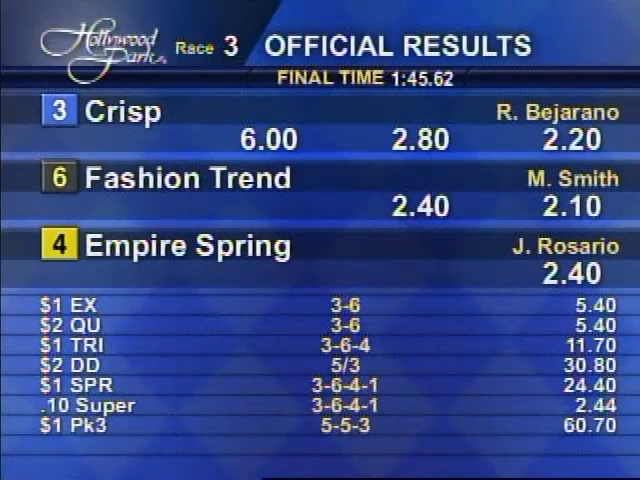 Hollywood Park Race 3 OFFICIAL RESULTS
FINAL TIME 1:45.62
3 Crisp R. Bejarano
6.00 2.80 2.20
6 Fashion Trend M. Smith
2.40 2.10
4 Empire Spring J. Rosario
2.40
$1 EX 3-6 5.40
$2 QU 3-6 5.40
$1 TRI 3-6-4 11.70
$2 DD 5/3 30.80
$1 SPR 3-6-4-1 24.40
.10 Super 3-6-4-1 2.44
$1 Pk3 5-5-3 60.70